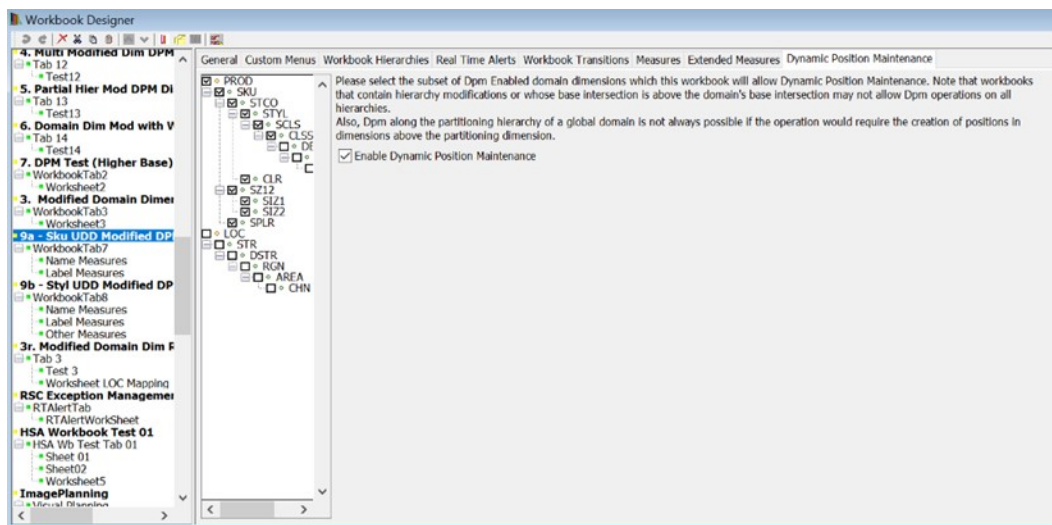 Workbook Designer
General Custom Menus Workbook Hierarchies Real Time Alerts Workbook Transitions Measures Extended Measures Dynamic Position Maintenance
4. Multi Modified Dim DPM
Tab 12
Test12
5. Partial Hier Mod DPM Di
Tab 13
Test13
6. Domain Dim Mod with W
Tab 14
Test14
7. DPM Test (Higher Base)
WorkbookTab2
Worksheet2
3. Modified Domain Dimer
WorkbookTab3
Worksheet3
9a - Sku UDD Modified DP
WorkbookTab7
Name Measures
Label Measures
9b - Styl UDD Modified DP
WorkbookTab8
Name Measures
Label Measures
Other Measures
3r. Modified Domain Dim R
Tab 3
Test 3
Worksheet LOC Mapping
RSC Exception Managemer
RTAlertTab
RTAlertWorkSheet
HSA Workbook Test 01
HSA Wb Test Tab 01
Sheet 01
Sheet02
Worksheet5
ImagePlanning
Visual Planning
PROD
SKU
STCO
STYL
SCLS
CLSS
DE
CLR
SZ12
SIZ1
SIZ2
SPLR
LOC
STR
DSTR
RGN
AREA
CHN
Please select the subset of Dpm Enabled domain dimensions which this workbook will allow Dynamic Position Maintenance. Note that workbooks
that contain hierarchy modifications or whose base intersection is above the domain's base intersection may not allow Dpm operations on all
hierarchies.
Also, Dpm along the partitioning hierarchy of a global domain is not always possible if the operation would require the creation of positions in
dimensions above the partitioning dimension.
Enable Dynamic Position Maintenance